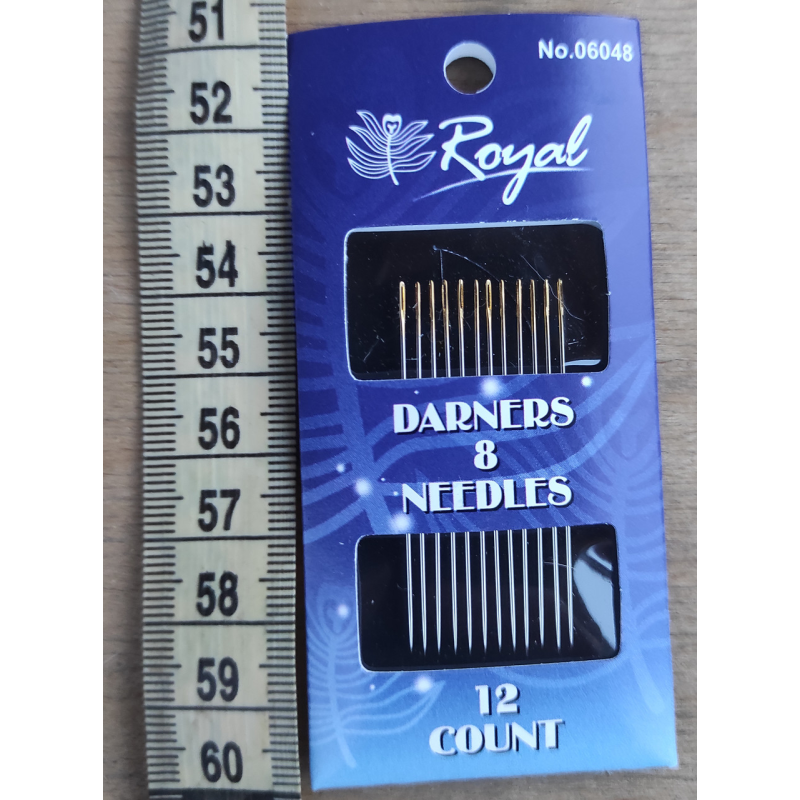 51
52
53
54
55
56
57
58
59
60
No.06048
Royal
DARNERS
8
NEEDLES
12
COUNT